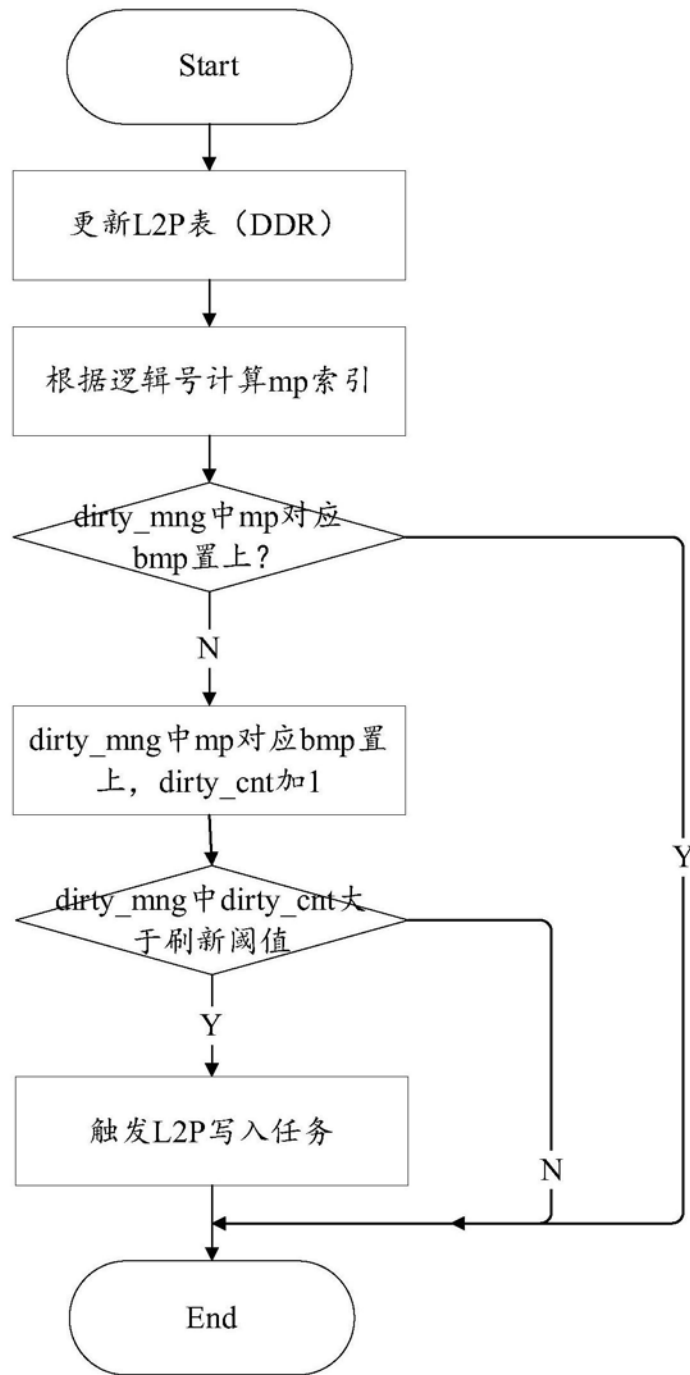 Start
更新L2P表（DDR）
根据逻辑号计算mp索引
dirty_mng中mp对应
bmp置上？
N
dirty_mng中mp对应bmp置
上，dirty_cnt加1
Y
dirty_mng中dirty_cnt大
于刷新阈值
Y
触发L2P写入任务
N
End